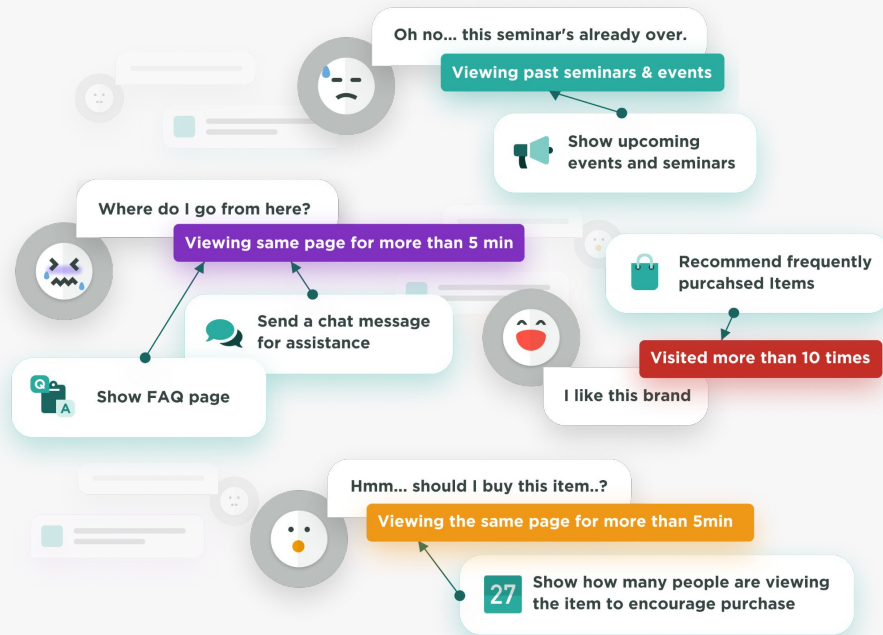 Oh no... this seminar's already over.
Viewing past seminars & events
Show upcoming
events and seminars
Where do I go from here?
Viewing same page for more than 5 min
Send a chat message
for assistance
Q
A
Show FAQ page
Recommend frequently
purcahsed Items
Visited more than 10 times
I like this brand
Hmm... should I buy this item..?
Viewing the same page for more than 5min
27
Show how many people are viewing
the item to encourage purchase